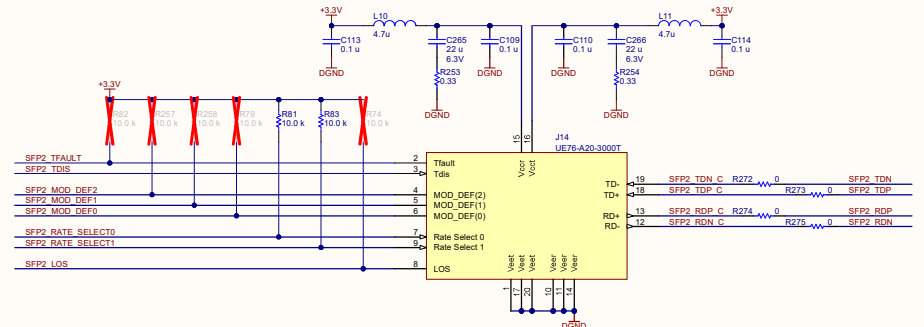 +3.3V
L10
4.7u
C113
0.1 u
DGND
C265
22 u
6.3V
R253
0.33
DGND
C109
0.1 u
DGND
C110
0.1 u
DGND
C266
22 u
6.3V
R254
0.33
DGND
L11
4.7u
+3.3V
C114
0.1 u
DGND
+3.3V
R82
10.0 k
R257
10.0 k
R258
10.0 k
R79
10.0 k
R81
10.0 k
R83
10.0 k
R74
10.0 k
J14
UE76-A20-3000T
15
16
Vccr
Vcct
SFP2_TFAULT 2 Tfault
SFP2_TDIS 3 Tdis
SFP2_MOD_DEF2 4 MOD_DEF(2)
SFP2_MOD_DEF1 5 MOD_DEF(1)
SFP2_MOD_DEF0 6 MOD_DEF(0)
SFP2_RATE_SELECT0 7 Rate Select 0
SFP2_RATE_SELECT1 9 Rate Select 1
SFP2_LOS 8 LOS
TD- 19 SFP2_TDN_C R272 0 SFP2_TDN
TD+ 18 SFP2_TDP_C R273 0 SFP2_TDP
RD+ 13 SFP2_RDP_C R274 0 SFP2_RDP
RD- 12 SFP2_RDN_C R275 0 SFP2_RDN
Veet
Veet
Veet
Veer
Veer
Veer
1
17
20
10
11
14
DGND